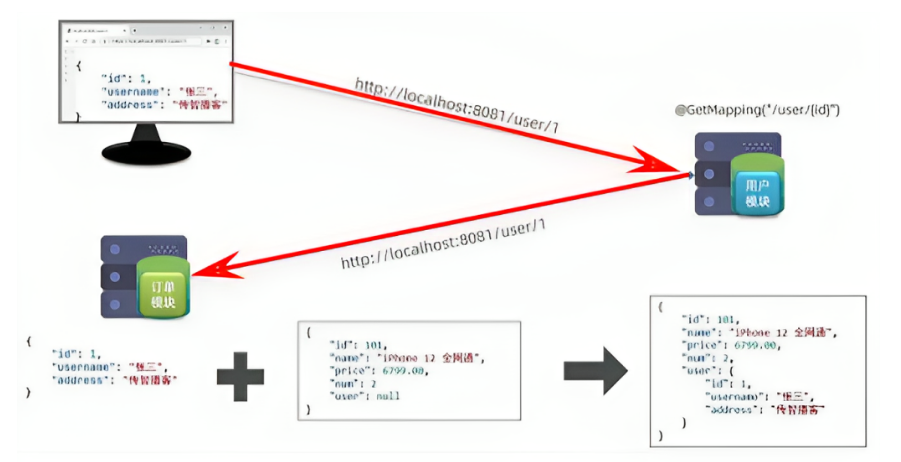 {
"id": 1,
"username": "张三",
"address": "传智播客"
}
http://localhost:8081/user/1
@GetMapping("/user/{id}")
用户
模块
http://localhost:8081/user/1
订单
模块
{
"id": 1,
"username": "张三",
"address": "传智播客"
}
{
"id": 101,
"name": "iPhone 12 全网通",
"price": 6799.00,
"num": 2
"user": null
}
{
"id": 101,
"name": "iPhone 12 全网通",
"price": 6799.00,
"num": 2,
"user": {
"id": 1,
"username": "张三",
"address": "传智播客"
}
}